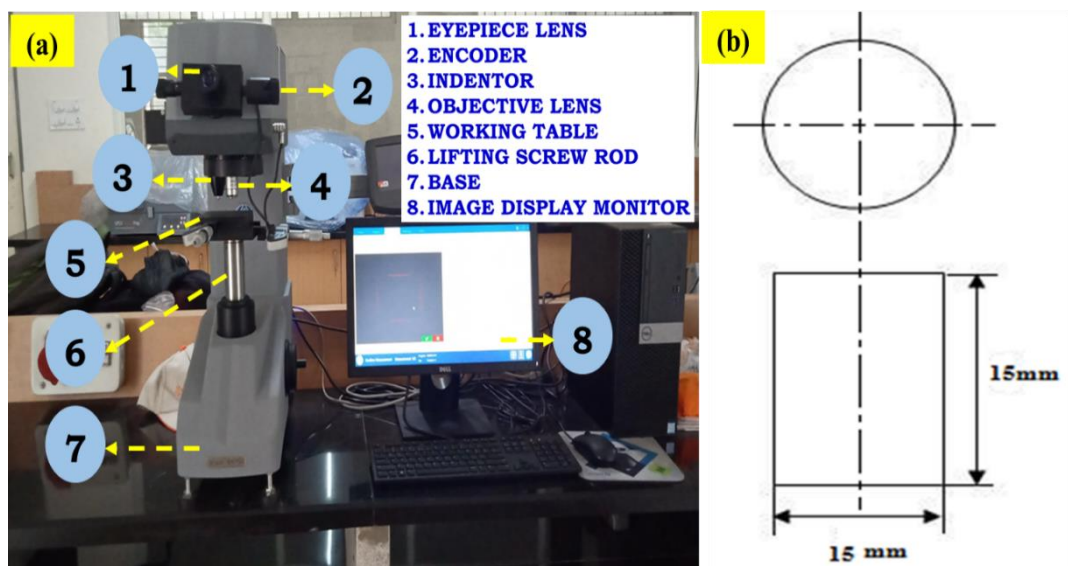 (a)
1. EYEPIECE LENS
2. ENCODER
3. INDENTOR
4. OBJECTIVE LENS
5. WORKING TABLE
6. LIFTING SCREW ROD
7. BASE
8. IMAGE DISPLAY MONITOR
1
2
3
4
5
6
7
8
DELL
(b)
15mm
15 mm